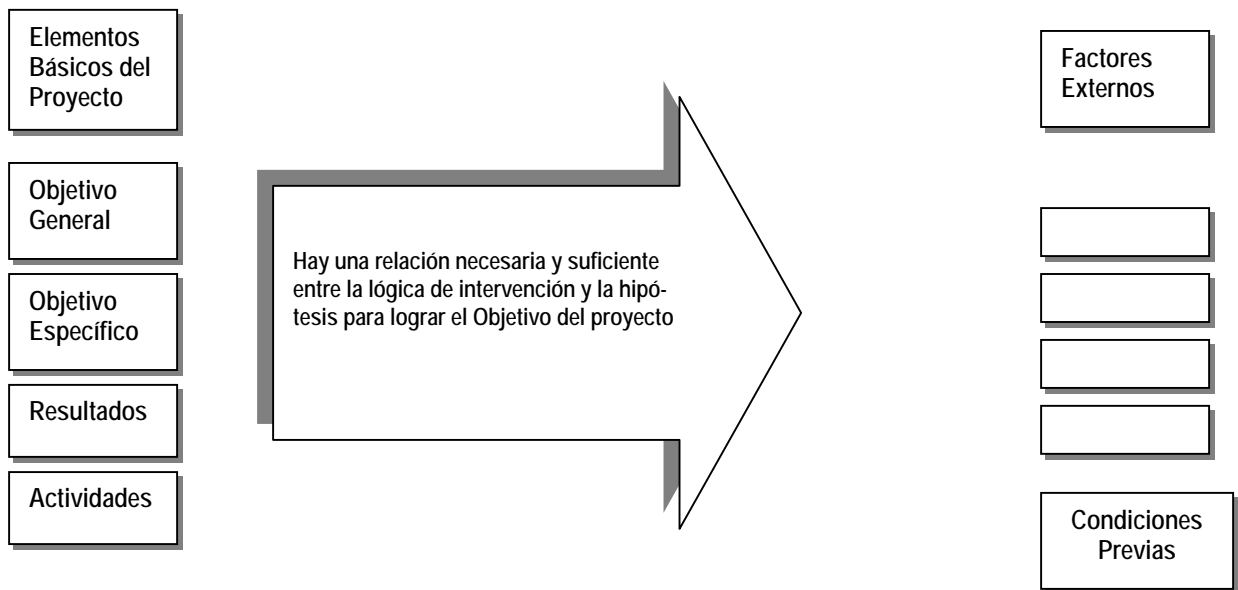 Elementos
Básicos del
Proyecto
Objetivo
General
Objetivo
Específico
Resultados
Actividades
Hay una relación necesaria y suficiente
entre la lógica de intervención y la hipó-
tesis para lograr el Objetivo del proyecto
Factores
Externos
Condiciones
Previas